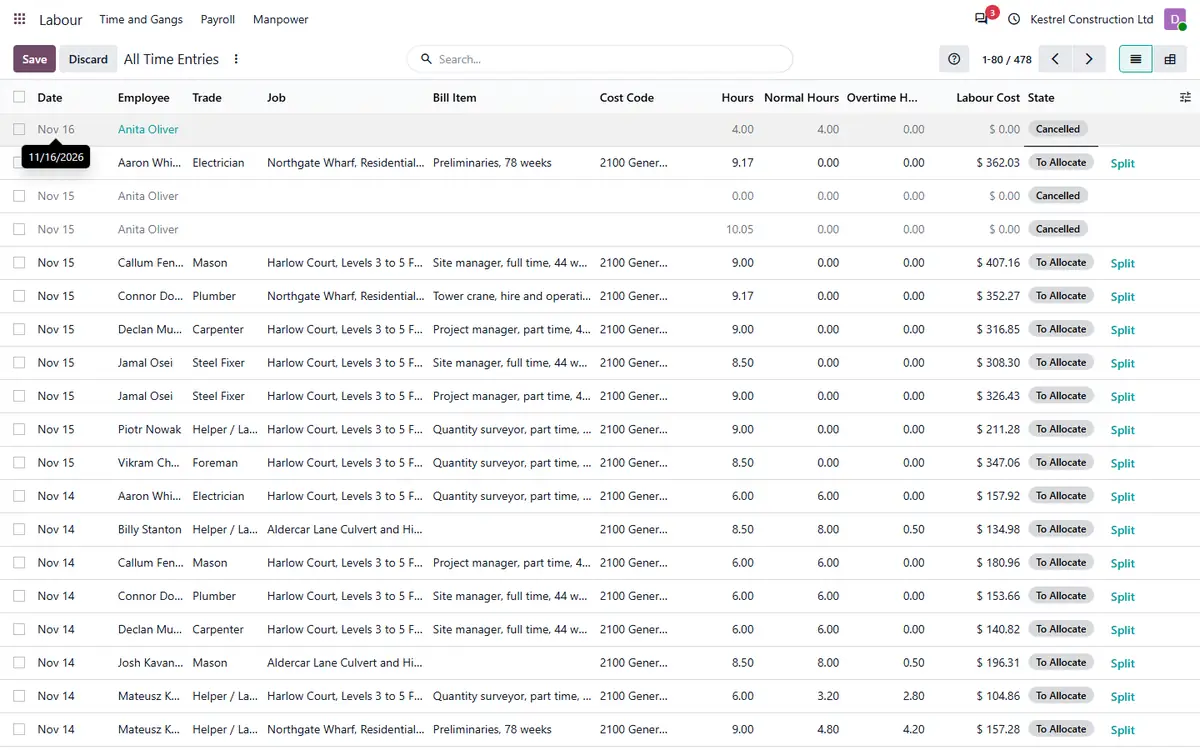 Labour Time and Gangs Payroll Manpower 3 Kestrel Construction Ltd D
Save Discard All Time Entries Search... 1-80 / 478
Date Employee Trade Job Bill Item Cost Code Hours Normal Hours Overtime H... Labour Cost State
Nov 16 Anita Oliver 4.00 4.00 0.00 $ 0.00 Cancelled
11/16/2026
Aaron Whi... Electrician Northgate Wharf, Residential... Preliminaries, 78 weeks 2100 Gener... 9.17 0.00 0.00 $ 362.03 To Allocate Split
Nov 15 Anita Oliver 0.00 0.00 0.00 $ 0.00 Cancelled
Nov 15 Anita Oliver 10.05 0.00 0.00 $ 0.00 Cancelled
Nov 15 Callum Fen... Mason Harlow Court, Levels 3 to 5 F... Site manager, full time, 44 w... 2100 Gener... 9.00 0.00 0.00 $ 407.16 To Allocate Split
Nov 15 Connor Do... Plumber Northgate Wharf, Residential... Tower crane, hire and operati... 2100 Gener... 9.17 0.00 0.00 $ 352.27 To Allocate Split
Nov 15 Declan Mu... Carpenter Harlow Court, Levels 3 to 5 F... Project manager, part time, 4... 2100 Gener... 9.00 0.00 0.00 $ 316.85 To Allocate Split
Nov 15 Jamal Osei Steel Fixer Harlow Court, Levels 3 to 5 F... Site manager, full time, 44 w... 2100 Gener... 8.50 0.00 0.00 $ 308.30 To Allocate Split
Nov 15 Jamal Osei Steel Fixer Harlow Court, Levels 3 to 5 F... Project manager, part time, 4... 2100 Gener... 9.00 0.00 0.00 $ 326.43 To Allocate Split
Nov 15 Piotr Nowak Helper / La... Harlow Court, Levels 3 to 5 F... Quantity surveyor, part time, ... 2100 Gener... 9.00 0.00 0.00 $ 211.28 To Allocate Split
Nov 15 Vikram Ch... Foreman Harlow Court, Levels 3 to 5 F... Quantity surveyor, part time, ... 2100 Gener... 8.50 0.00 0.00 $ 347.06 To Allocate Split
Nov 14 Aaron Whi... Electrician Harlow Court, Levels 3 to 5 F... Quantity surveyor, part time, ... 2100 Gener... 6.00 6.00 0.00 $ 157.92 To Allocate Split
Nov 14 Billy Stanton Helper / La... Aldercar Lane Culvert and Hi... 2100 Gener... 8.50 8.00 0.50 $ 134.98 To Allocate Split
Nov 14 Callum Fen... Mason Harlow Court, Levels 3 to 5 F... Project manager, part time, 4... 2100 Gener... 6.00 6.00 0.00 $ 180.96 To Allocate Split
Nov 14 Connor Do... Plumber Harlow Court, Levels 3 to 5 F... Site manager, full time, 44 w... 2100 Gener... 6.00 6.00 0.00 $ 153.66 To Allocate Split
Nov 14 Declan Mu... Carpenter Harlow Court, Levels 3 to 5 F... Site manager, full time, 44 w... 2100 Gener... 6.00 6.00 0.00 $ 140.82 To Allocate Split
Nov 14 Josh Kavan... Mason Aldercar Lane Culvert and Hi... 2100 Gener... 8.50 8.00 0.50 $ 196.31 To Allocate Split
Nov 14 Mateusz K... Helper / La... Harlow Court, Levels 3 to 5 F... Quantity surveyor, part time, ... 2100 Gener... 6.00 3.20 2.80 $ 104.86 To Allocate Split
Nov 14 Mateusz K... Helper / La... Northgate Wharf, Residential... Preliminaries, 78 weeks 2100 Gener... 9.00 4.80 4.20 $ 157.28 To Allocate Split